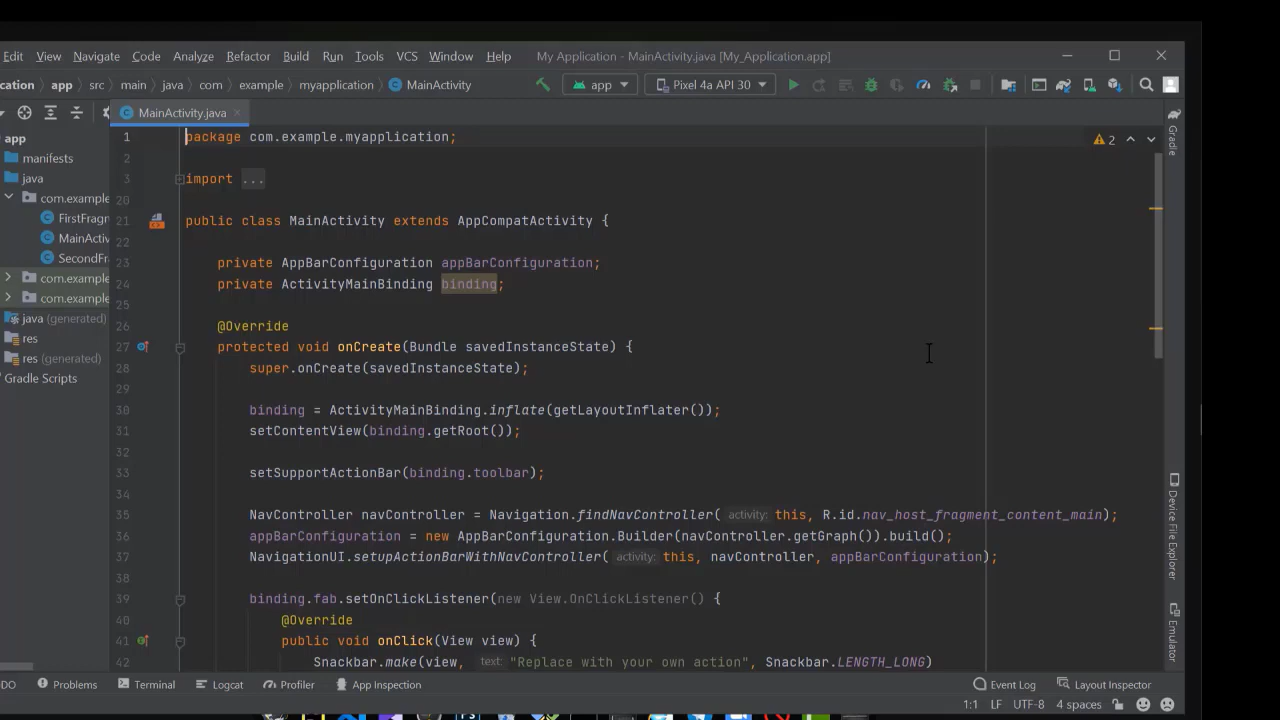 Edit View Navigate Code Analyze Refactor Build Run Tools VCS Window Help My Application - MainActivity.java [My_Application.app]
cation app src main java com example myapplication MainActivity app Pixel 4a API 30
MainActivity.java
app
manifests
java
com.example
FirstFragm
MainActiv
SecondFr
com.example
com.example
java (generated)
res
res (generated)
Gradle Scripts
1 package com.example.myapplication;
2
3 import ...
20
21 public class MainActivity extends AppCompatActivity {
22
23 private AppBarConfiguration appBarConfiguration;
24 private ActivityMainBinding binding;
25
26 @Override
27 protected void onCreate(Bundle savedInstanceState) {
28 super.onCreate(savedInstanceState);
29
30 binding = ActivityMainBinding.inflate(getLayoutInflater());
31 setContentView(binding.getRoot());
32
33 setSupportActionBar(binding.toolbar);
34
35 NavController navController = Navigation.findNavController( activity: this, R.id.nav_host_fragment_content_main);
36 appBarConfiguration = new AppBarConfiguration.Builder(navController.getGraph()).build();
37 NavigationUI.setupActionBarWithNavController( activity: this, navController, appBarConfiguration);
38
39 binding.fab.setOnClickListener(new View.OnClickListener() {
40 @Override
41 public void onClick(View view) {
42 Snackbar.make(view, text: "Replace with your own action", Snackbar.LENGTH_LONG)
2
Gradle
Device File Explorer
Emulator
DO Problems Terminal Logcat Profiler App Inspection Event Log Layout Inspector
1:1 LF UTF-8 4 spaces